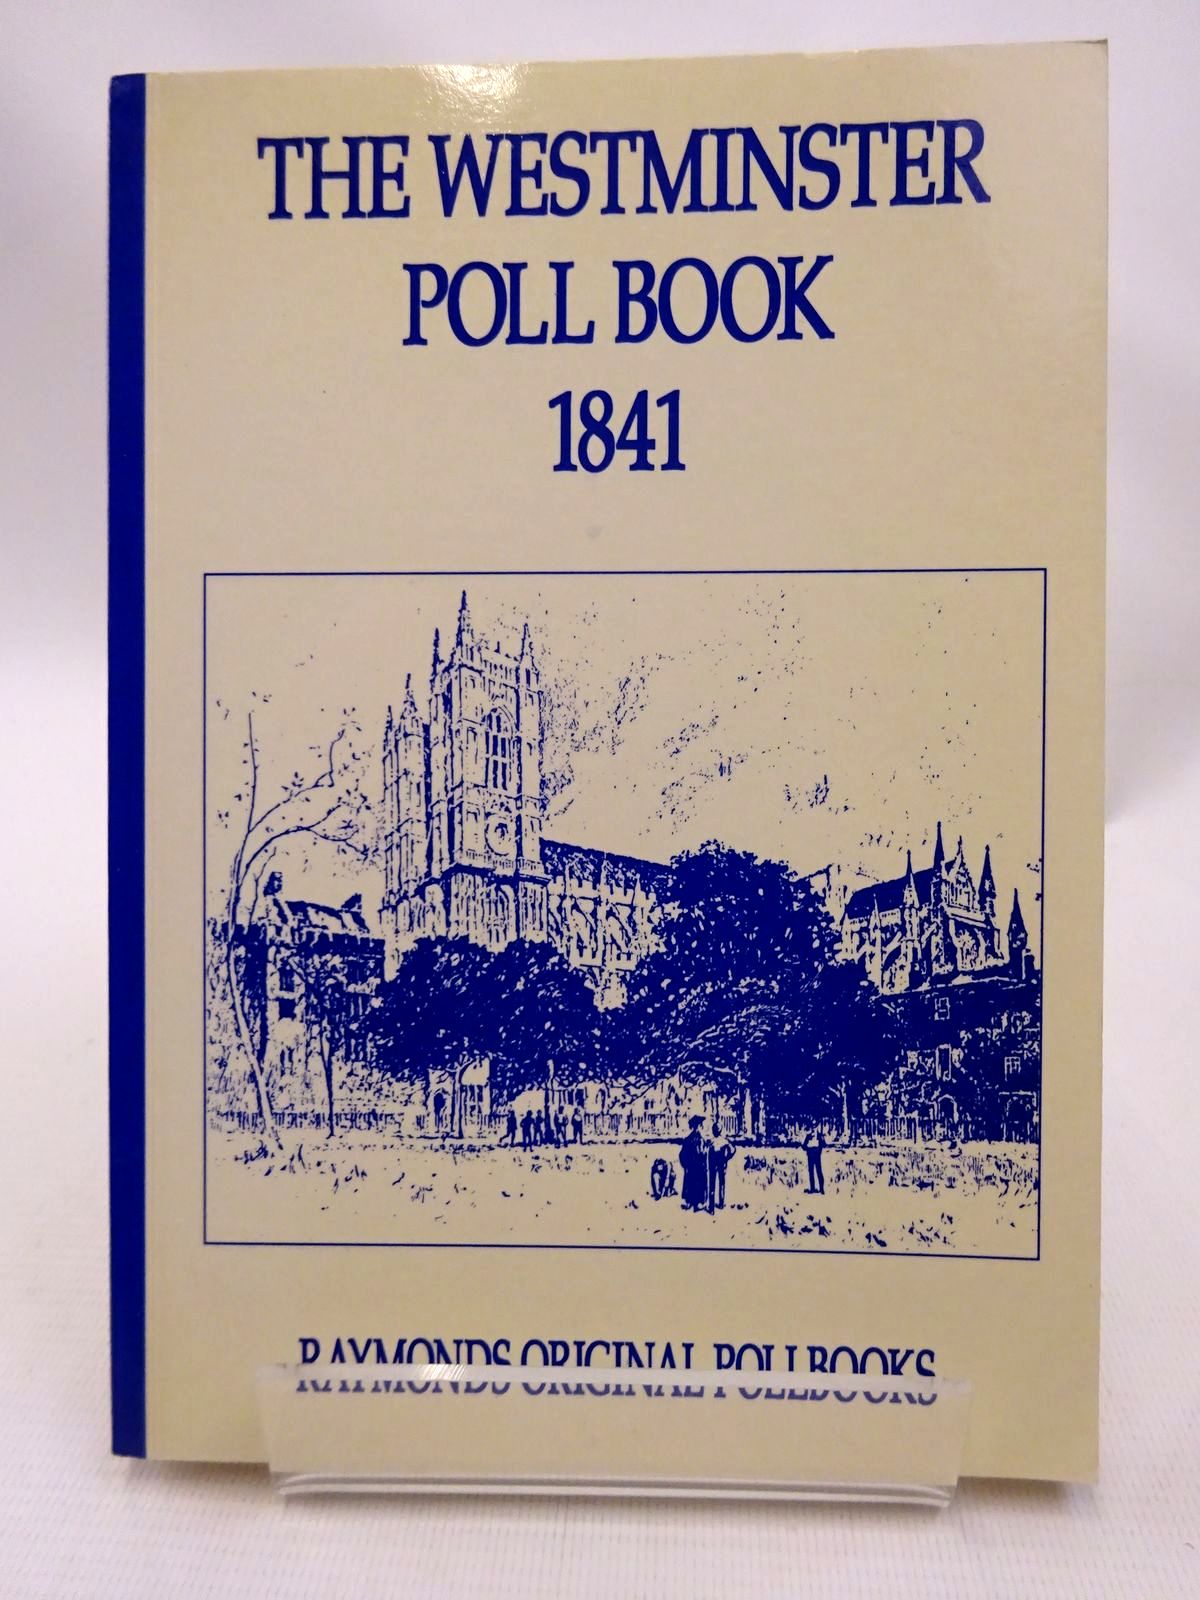 THE WESTMINSTER
POLL BOOK
1841
RAYMONDS ORIGINAL POLLBOOKS